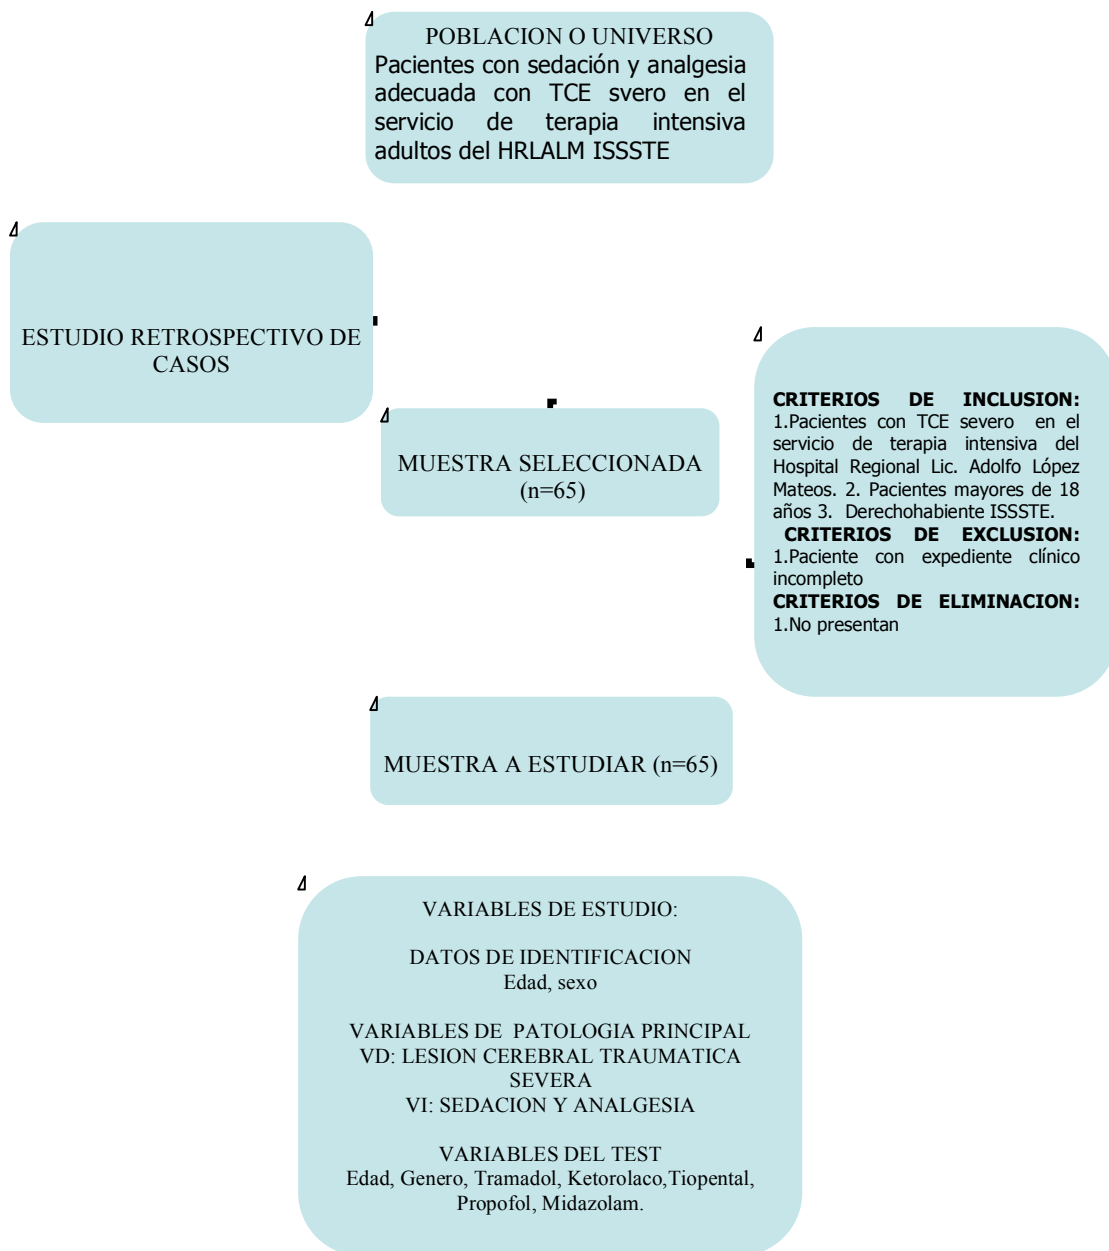 POBLACION O UNIVERSO
Pacientes con sedación y analgesia
adecuada con TCE svero en el
servicio de terapia intensiva
adultos del HRLALM ISSSTE
ESTUDIO RETROSPECTIVO DE
CASOS
MUESTRA SELECCIONADA
(n=65)
CRITERIOS DE INCLUSION:
1.Pacientes con TCE severo en el
servicio de terapia intensiva del
Hospital Regional Lic. Adolfo López
Mateos. 2. Pacientes mayores de 18
años 3. Derechohabiente ISSSTE.
CRITERIOS DE EXCLUSION:
1.Paciente con expediente clínico
incompleto
CRITERIOS DE ELIMINACION:
1.No presentan
MUESTRA A ESTUDIAR (n=65)
VARIABLES DE ESTUDIO:
DATOS DE IDENTIFICACION
Edad, sexo
VARIABLES DE PATOLOGIA PRINCIPAL
VD: LESION CEREBRAL TRAUMATICA
SEVERA
VI: SEDACION Y ANALGESIA
VARIABLES DEL TEST
Edad, Genero, Tramadol, Ketorolaco,Tiopental,
Propofol, Midazolam.